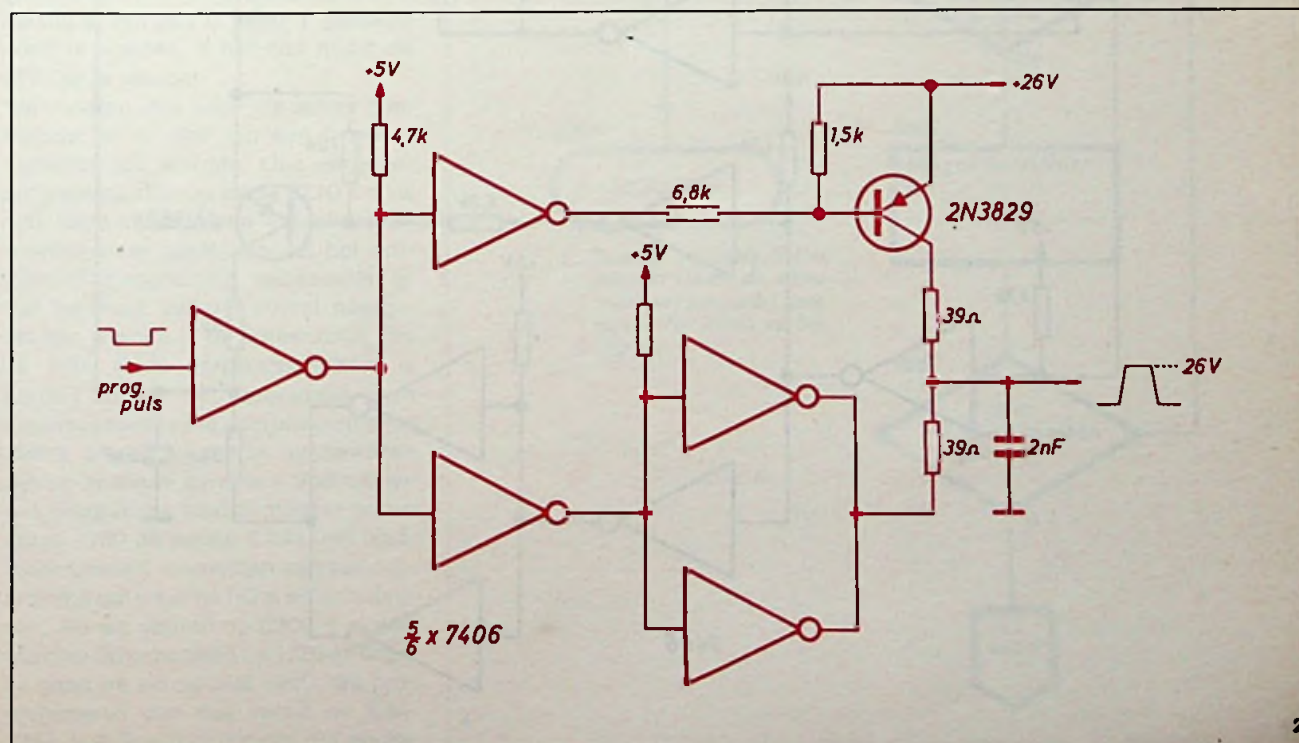 +5V
+26V
4,7k
1,5k
6,8k
2N3829
+5V
39Ω
prog.
puls
26V
39Ω
2nF
5/6 x 7406
2